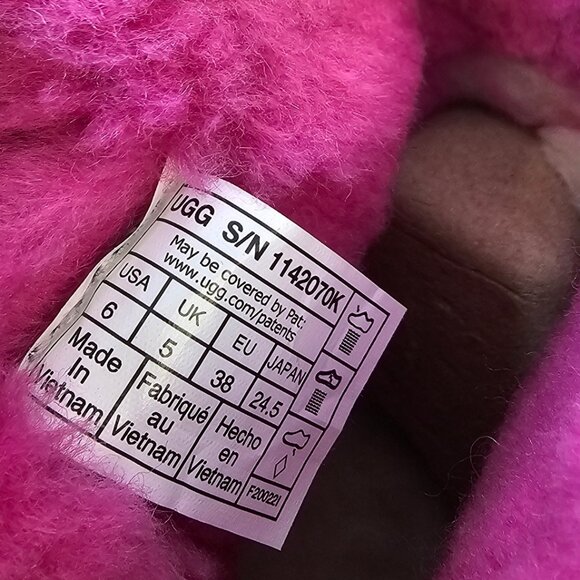 UGG S/N 1142070K
May be covered by Pat:
www.ugg.com/patents
USA UK EU JAPAN
6 5 38 24.5
Made In Vietnam
Fabriqué au Vietnam
Hecho en Vietnam
F20022I